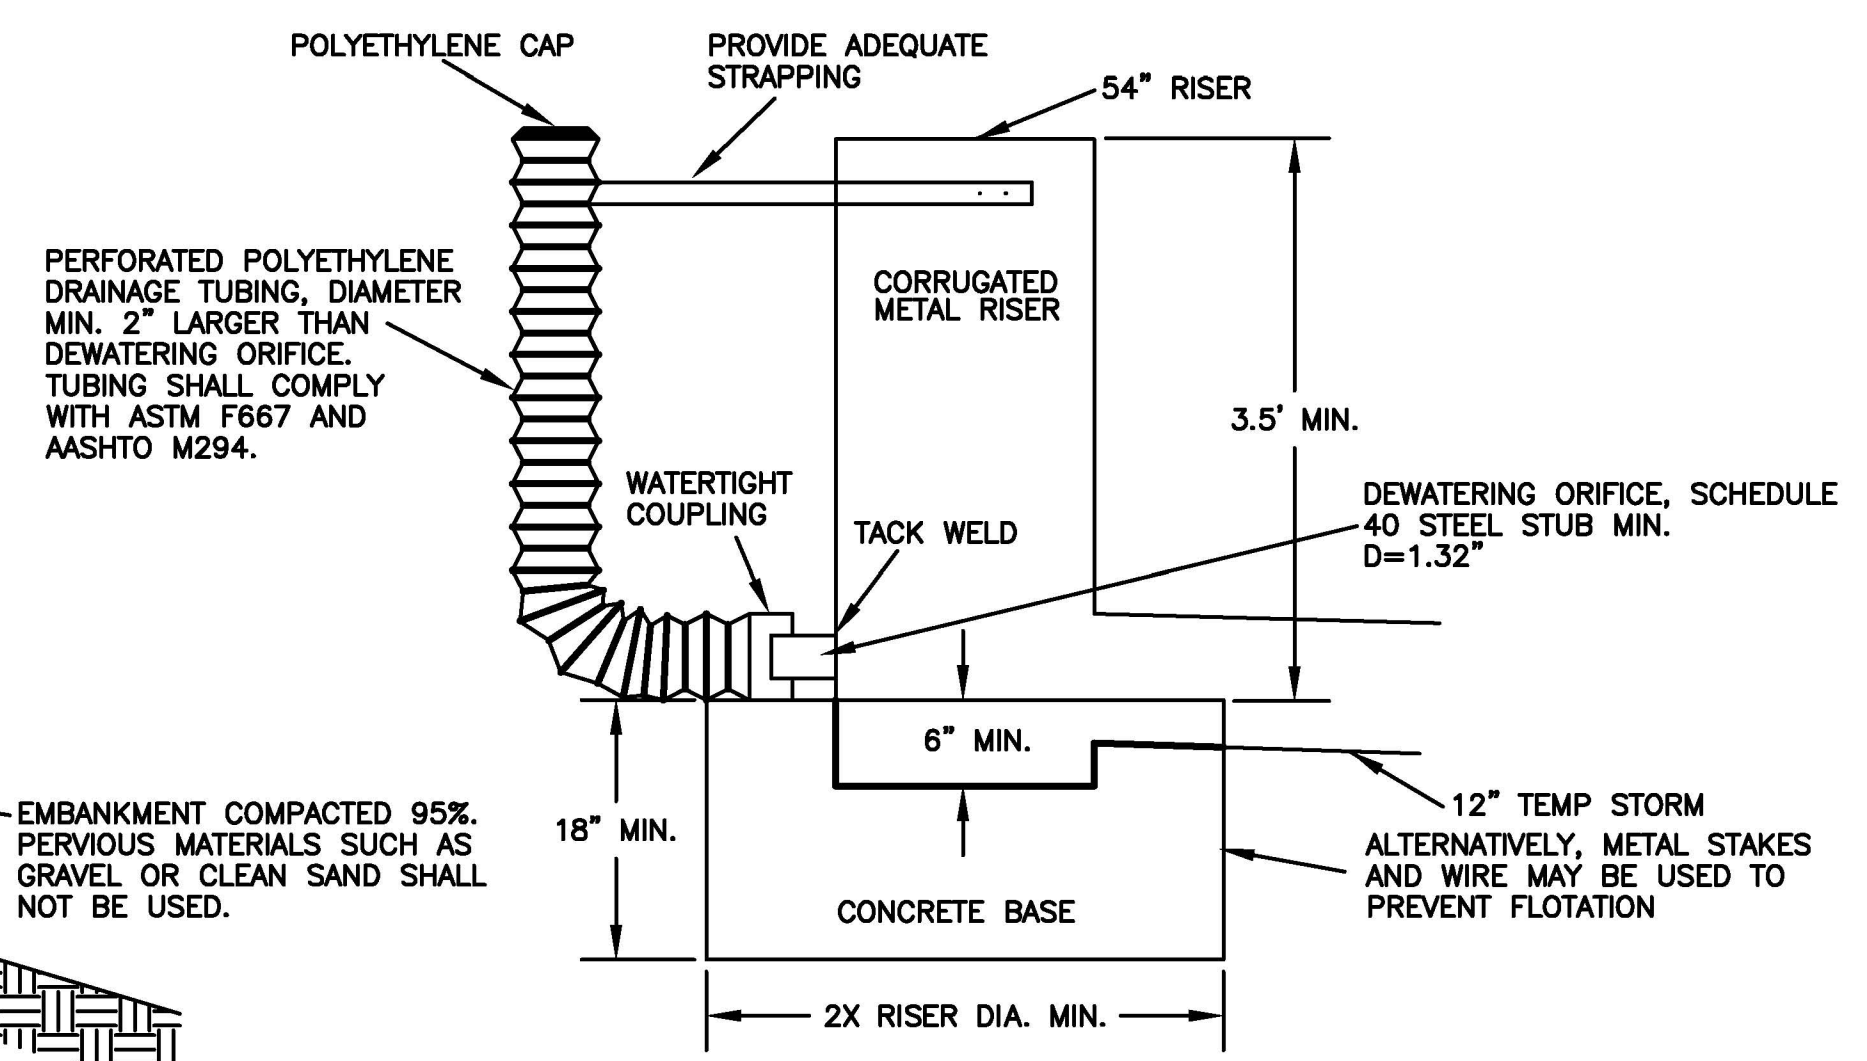 POLYETHYLENE CAP
PROVIDE ADEQUATE
STRAPPING
54" RISER
PERFORATED POLYETHYLENE
DRAINAGE TUBING, DIAMETER
MIN. 2" LARGER THAN
DEWATERING ORIFICE.
TUBING SHALL COMPLY
WITH ASTM F667 AND
AASHTO M294.
CORRUGATED
METAL RISER
3.5' MIN.
WATERTIGHT
COUPLING
TACK WELD
DEWATERING ORIFICE, SCHEDULE
40 STEEL STUB MIN.
D=1.32"
6" MIN.
18" MIN.
EMBANKMENT COMPACTED 95%.
PERVIOUS MATERIALS SUCH AS
GRAVEL OR CLEAN SAND SHALL
NOT BE USED.
12" TEMP STORM
ALTERNATIVELY, METAL STAKES
AND WIRE MAY BE USED TO
PREVENT FLOTATION
CONCRETE BASE
2X RISER DIA. MIN.